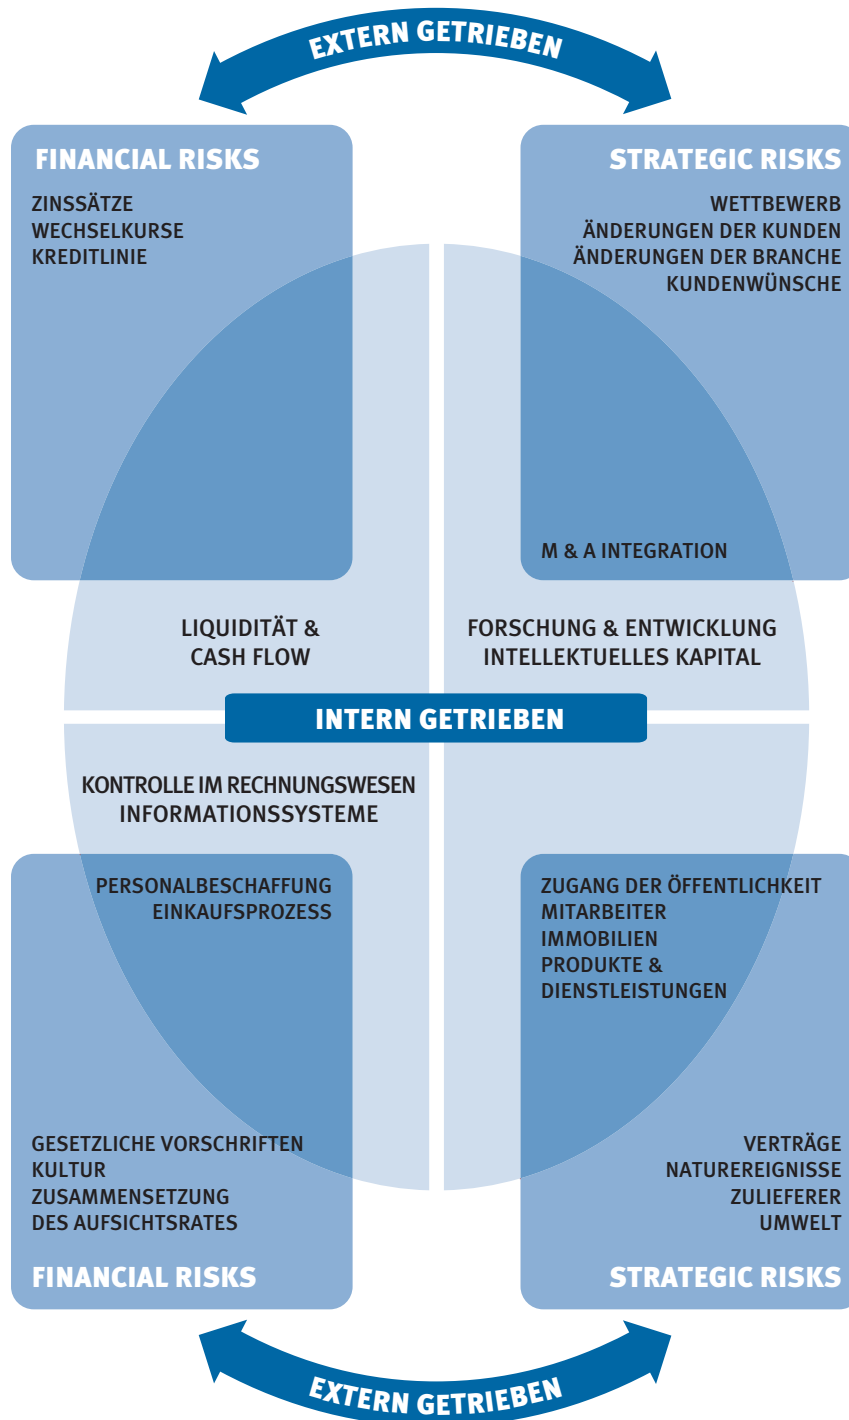 EXTERN GETRIEBEN
FINANCIAL RISKS
ZINSSÄTZE
WECHSELKURSE
KREDITLINIE
STRATEGIC RISKS
WETTBEWERB
ÄNDERUNGEN DER KUNDEN
ÄNDERUNGEN DER BRANCHE
KUNDENWÜNSCHE
M & A INTEGRATION
LIQUIDITÄT &
CASH FLOW
FORSCHUNG & ENTWICKLUNG
INTELLEKTUELLES KAPITAL
INTERN GETRIEBEN
KONTROLLE IM RECHNUNGSWESEN
INFORMATIONSSYSTEME
PERSONALBESCHAFFUNG
EINKAUFSPROZESS
ZUGANG DER ÖFFENTLICHKEIT
MITARBEITER
IMMOBILIEN
PRODUKTE &
DIENSTLEISTUNGEN
GESETZLICHE VORSCHRIFTEN
KULTUR
ZUSAMMENSETZUNG
DES AUFSICHTSRATES
FINANCIAL RISKS
VERTRÄGE
NATUREREIGNISSE
ZULIEFERER
UMWELT
STRATEGIC RISKS
EXTERN GETRIEBEN